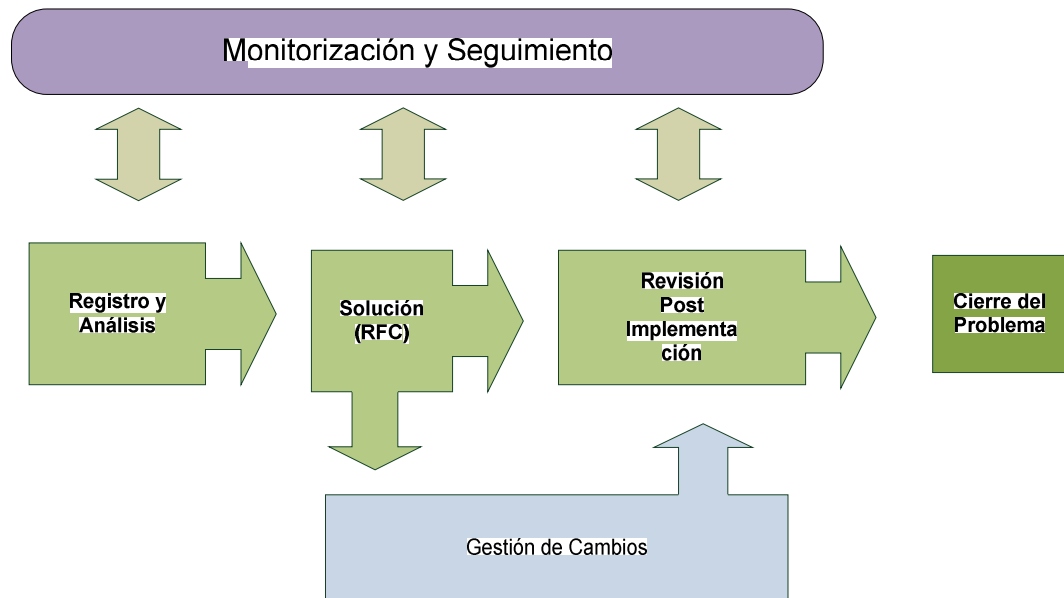 Monitorización y Seguimiento
Registro y
Análisis
Solución
(RFC)
Revisión
Post
Implementa
ción
Cierre del
Problema
Gestión de Cambios